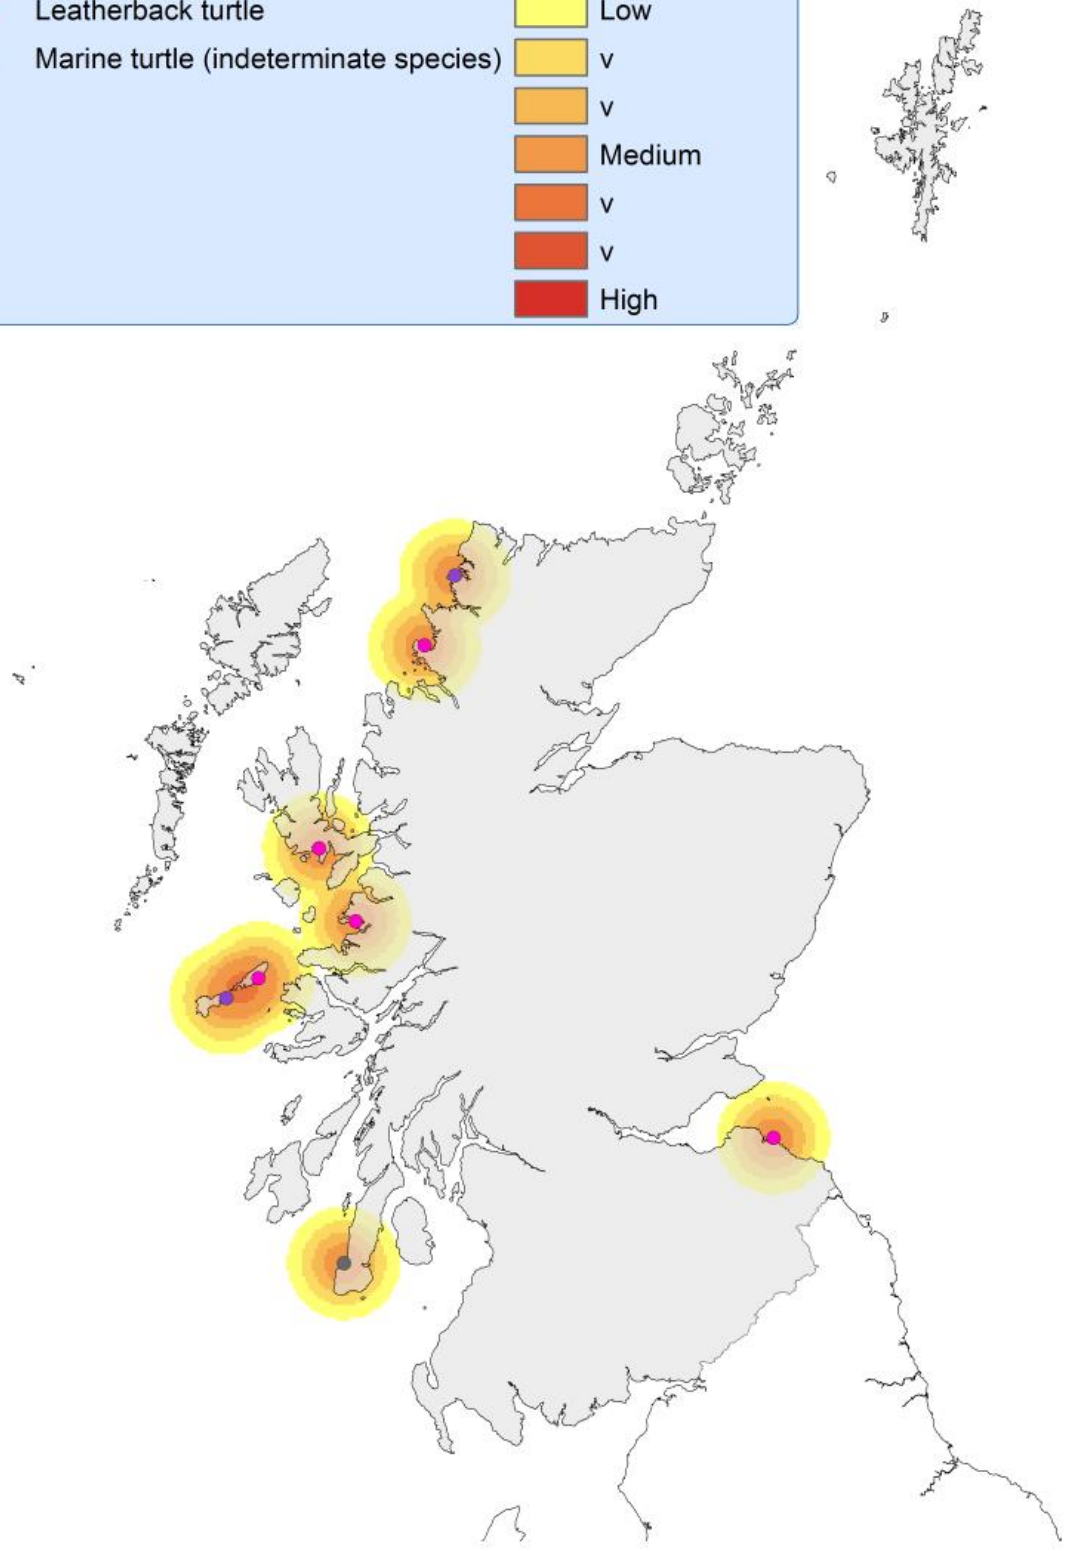 Leatherback turtle Low
Marine turtle (indeterminate species) v
v
Medium
v
v
High